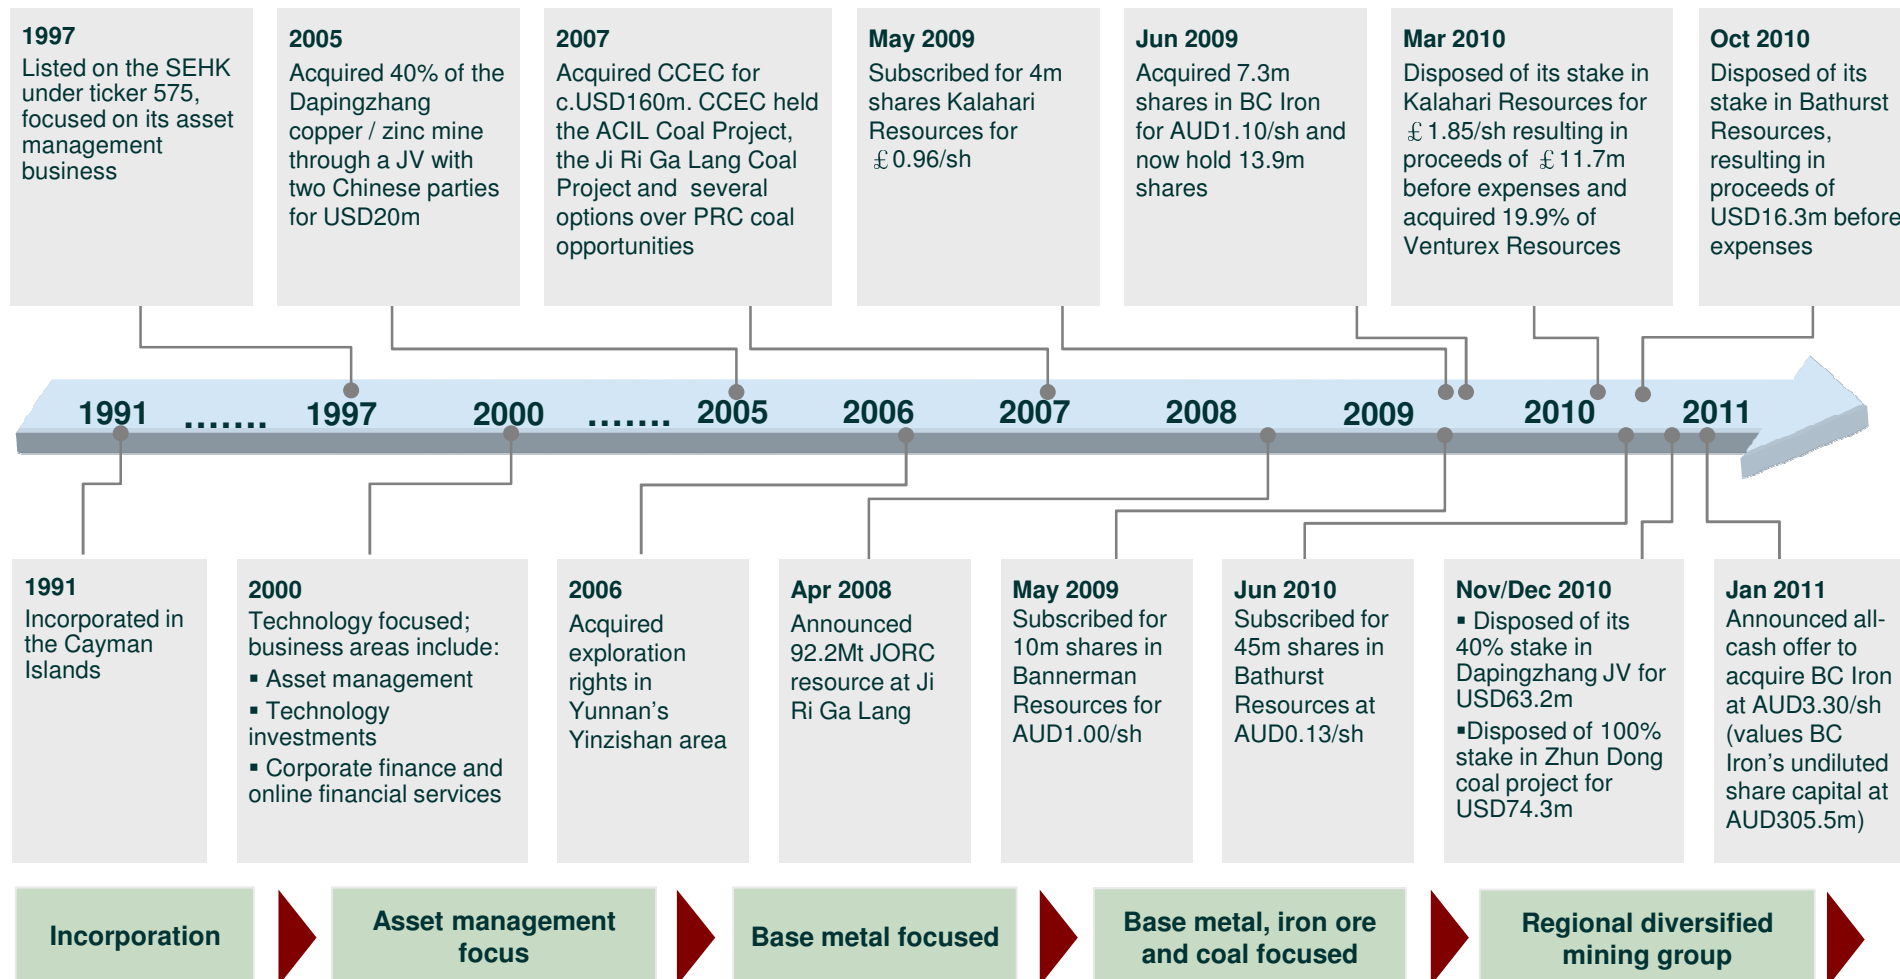 1997
Listed on the SEHK
under ticker 575,
focused on its asset
management
business
2005
Acquired 40% of the
Dapingzhang
copper / zinc mine
through a JV with
two Chinese parties
for USD20m
2007
Acquired CCEC for
c.USD160m. CCEC held
the ACIL Coal Project,
the Ji Ri Ga Lang Coal
Project and several
options over PRC coal
opportunities
May 2009
Subscribed for 4m
shares Kalahari
Resources for
£0.96/sh
Jun 2009
Acquired 7.3m
shares in BC Iron
for AUD1.10/sh and
now hold 13.9m
shares
Mar 2010
Disposed of its stake in
Kalahari Resources for
£1.85/sh resulting in
proceeds of £11.7m
before expenses and
acquired 19.9% of
Venturex Resources
Oct 2010
Disposed of its
stake in Bathurst
Resources,
resulting in
proceeds of
USD16.3m before
expenses
1991 ....... 1997 2000 ....... 2005 2006 2007 2008 2009 2010 2011
1991
Incorporated in
the Cayman
Islands
2000
Technology focused;
business areas include:
▪ Asset management
▪ Technology
investments
▪ Corporate finance and
online financial services
2006
Acquired
exploration
rights in
Yunnan's
Yinzishan area
Apr 2008
Announced
92.2Mt JORC
resource at Ji
Ri Ga Lang
May 2009
Subscribed for
10m shares in
Bannerman
Resources for
AUD1.00/sh
Jun 2010
Subscribed for
45m shares in
Bathurst
Resources at
AUD0.13/sh
Nov/Dec 2010
▪ Disposed of its
40% stake in
Dapingzhang JV for
USD63.2m
▪Disposed of 100%
stake in Zhun Dong
coal project for
USD74.3m
Jan 2011
Announced all-
cash offer to
acquire BC Iron
at AUD3.30/sh
(values BC
Iron's undiluted
share capital at
AUD305.5m)
Incorporation
Asset management
focus
Base metal focused
Base metal, iron ore
and coal focused
Regional diversified
mining group